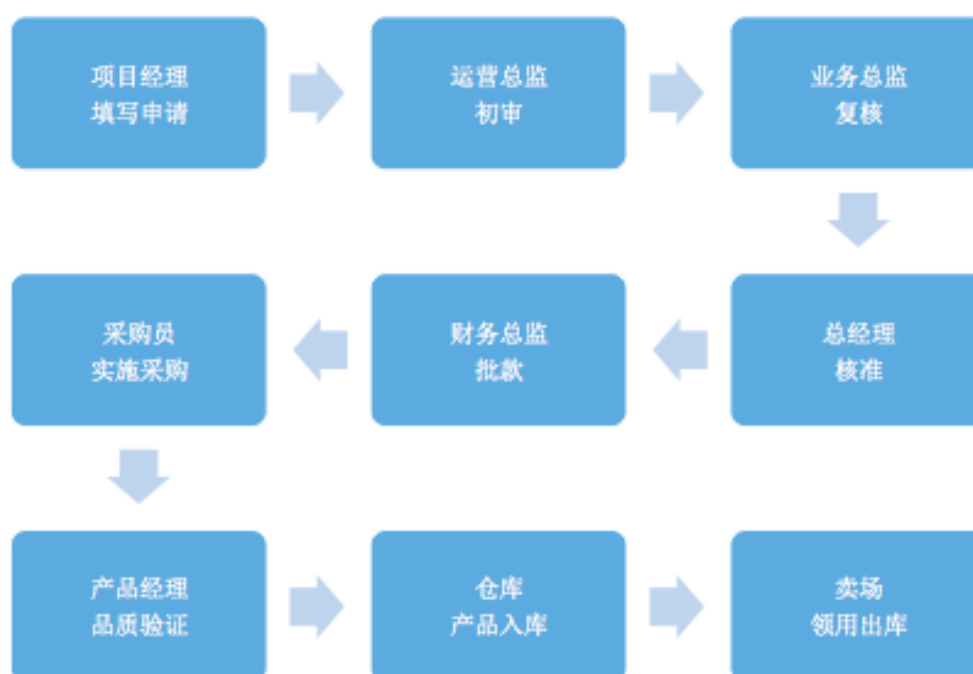 项目经理
填写申请
运营总监
初审
业务总监
复核
总经理
核准
财务总监
批款
采购员
实施采购
产品经理
品质验证
仓库
产品入库
卖场
领用出库